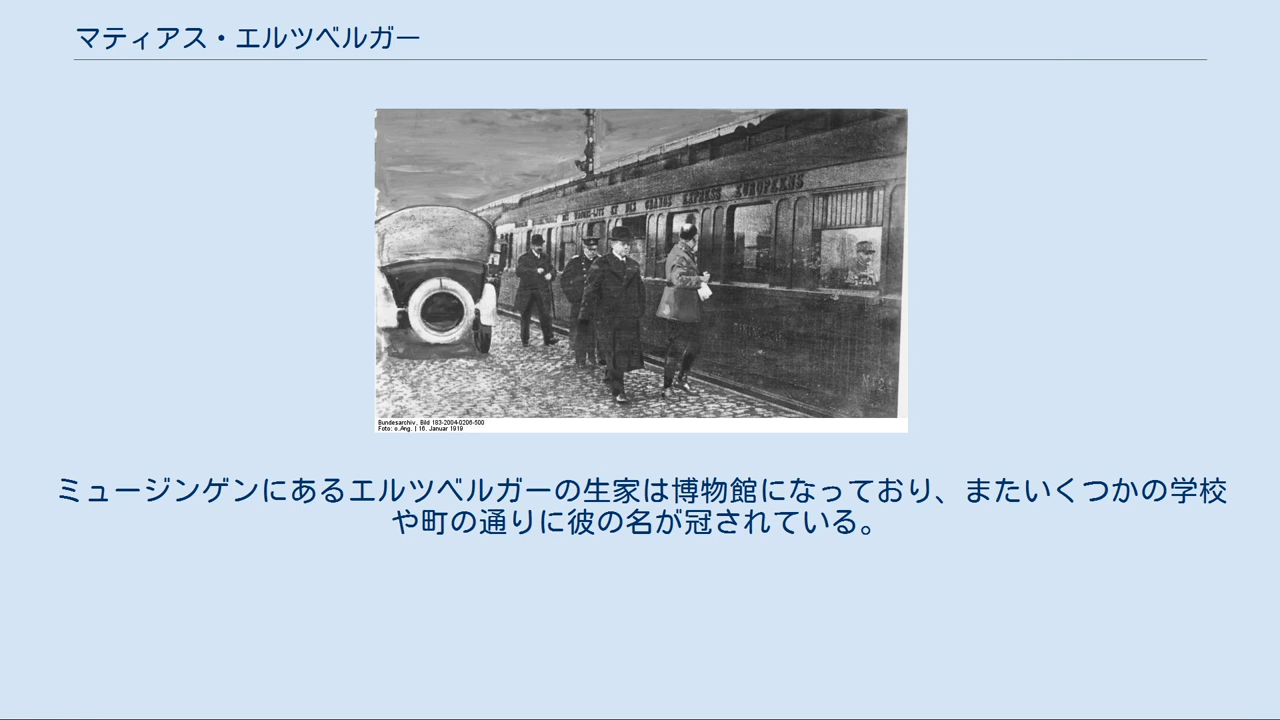 マティアス・エルツベルガー
GRANDS EXPRESS EUROPÉENS
Bundesarchiv, Bild 183-2004-0206-500
Foto: o.Ang. | 16. Januar 1919
ミュージンゲンにあるエルツベルガーの生家は博物館になっており、またいくつかの学校
や町の通りに彼の名が冠されている。